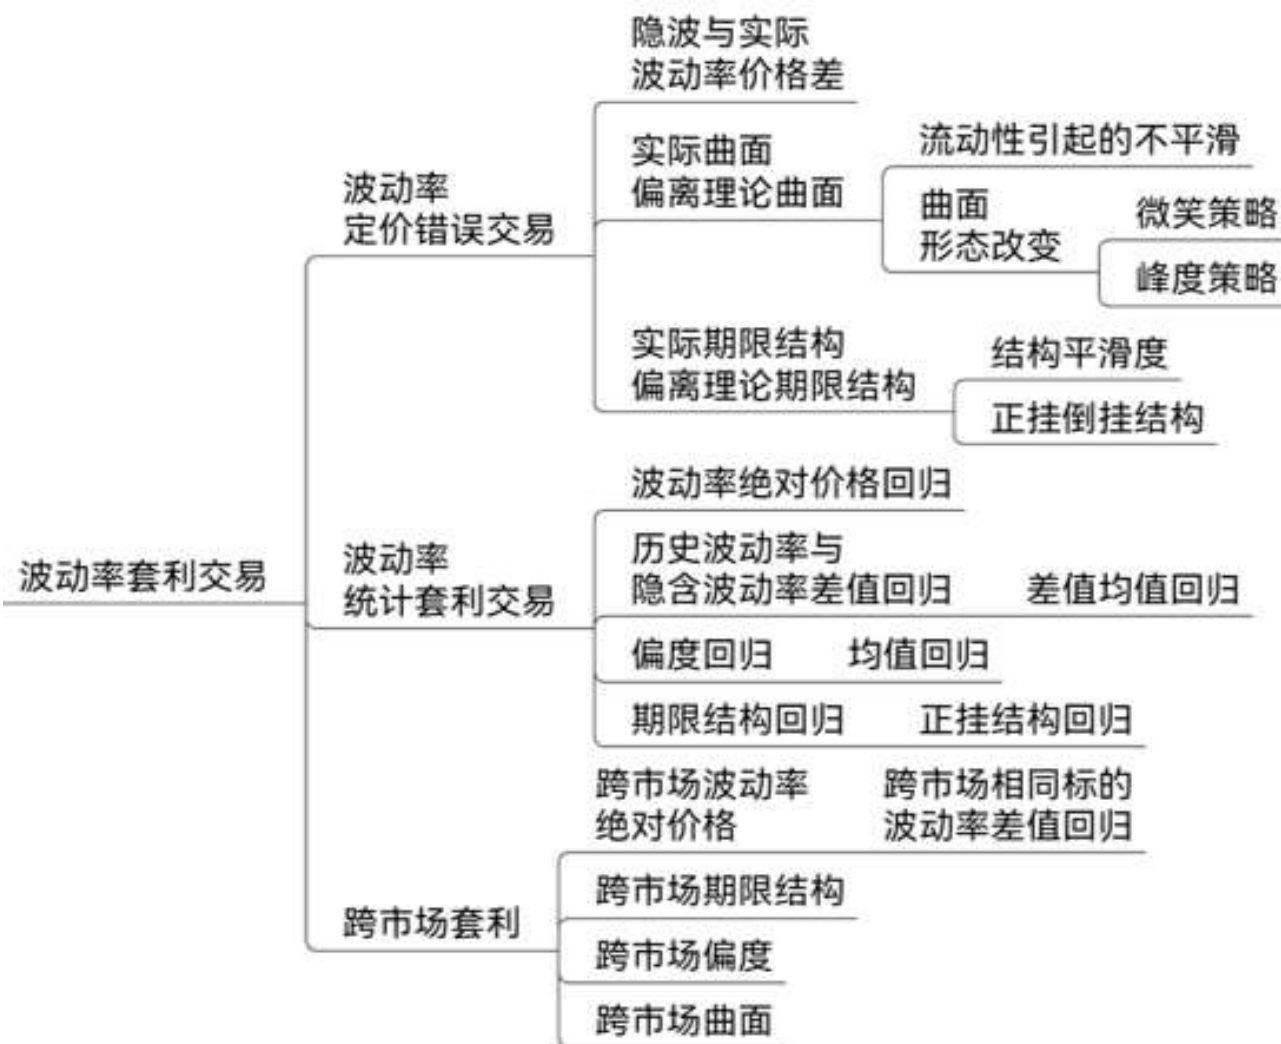 隐波与实际
波动率价格差
实际曲面
偏离理论曲面
流动性引起的不平滑
曲面
形态改变
微笑策略
峰度策略
波动率
定价错误交易
实际期限结构
偏离理论期限结构
结构平滑度
正挂倒挂结构
波动率套利交易
波动率
统计套利交易
波动率绝对价格回归
历史波动率与
隐含波动率差值回归
差值均值回归
偏度回归
均值回归
期限结构回归
正挂结构回归
跨市场套利
跨市场波动率
绝对价格
跨市场相同标的
波动率差值回归
跨市场期限结构
跨市场偏度
跨市场曲面